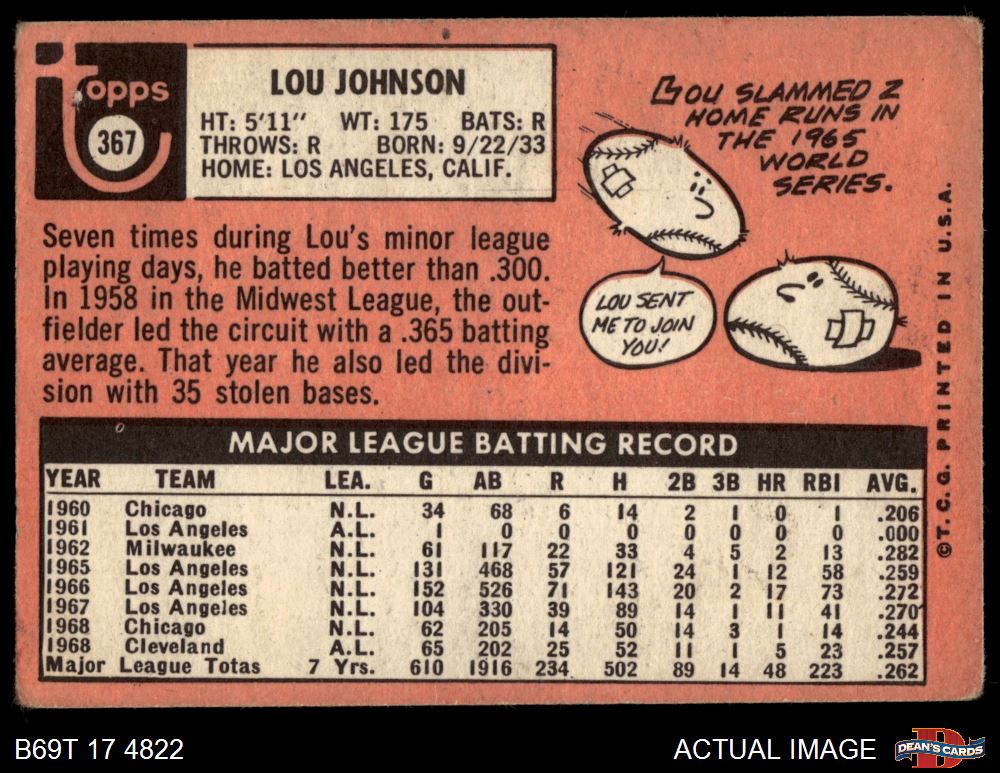 topps
367
LOU JOHNSON
HT: 5'11" WT: 175 BATS: R
THROWS: R BORN: 9/22/33
HOME: LOS ANGELES, CALIF.
Seven times during Lou's minor league
playing days, he batted better than .300.
In 1958 in the Midwest League, the out-
fielder led the circuit with a .365 batting
average. That year he also led the divi-
sion with 35 stolen bases.
LOU SLAMMED 2
HOME RUNS IN
THE 1965
WORLD
SERIES.
LOU SENT
ME TO JOIN
YOU!
©T. C. G. PRINTED IN U.S.A.
MAJOR LEAGUE BATTING RECORD
YEAR TEAM LEA. G AB R H 2B 3B HR RBI AVG.
1960 Chicago N.L. 34 68 6 14 2 1 0 1 .206
1961 Los Angeles A.L. 1 0 0 0 0 0 0 0 .000
1962 Milwaukee N.L. 61 117 22 33 4 5 2 13 .282
1965 Los Angeles N.L. 131 468 57 121 24 1 12 58 .259
1966 Los Angeles N.L. 152 526 71 143 20 2 17 73 .272
1967 Los Angeles N.L. 104 330 39 89 14 1 11 41 .270
1968 Chicago N.L. 62 205 14 50 14 3 1 14 .244
1968 Cleveland A.L. 65 202 25 52 11 1 5 23 .257
Major League Totas 7 Yrs. 610 1916 234 502 89 14 48 223 .262
B69T 17 4822
ACTUAL IMAGE
D
DEAN'S CARDS